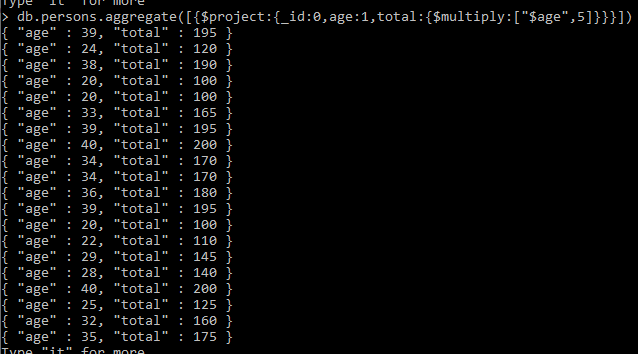 Type "it" for more
> db.persons.aggregate([{$project:{_id:0,age:1,total:{$multiply:["$age",5]}}}])
{ "age" : 39, "total" : 195 }
{ "age" : 24, "total" : 120 }
{ "age" : 38, "total" : 190 }
{ "age" : 20, "total" : 100 }
{ "age" : 20, "total" : 100 }
{ "age" : 33, "total" : 165 }
{ "age" : 39, "total" : 195 }
{ "age" : 40, "total" : 200 }
{ "age" : 34, "total" : 170 }
{ "age" : 34, "total" : 170 }
{ "age" : 36, "total" : 180 }
{ "age" : 39, "total" : 195 }
{ "age" : 20, "total" : 100 }
{ "age" : 22, "total" : 110 }
{ "age" : 29, "total" : 145 }
{ "age" : 28, "total" : 140 }
{ "age" : 40, "total" : 200 }
{ "age" : 25, "total" : 125 }
{ "age" : 32, "total" : 160 }
{ "age" : 35, "total" : 175 }
Type "it" for more